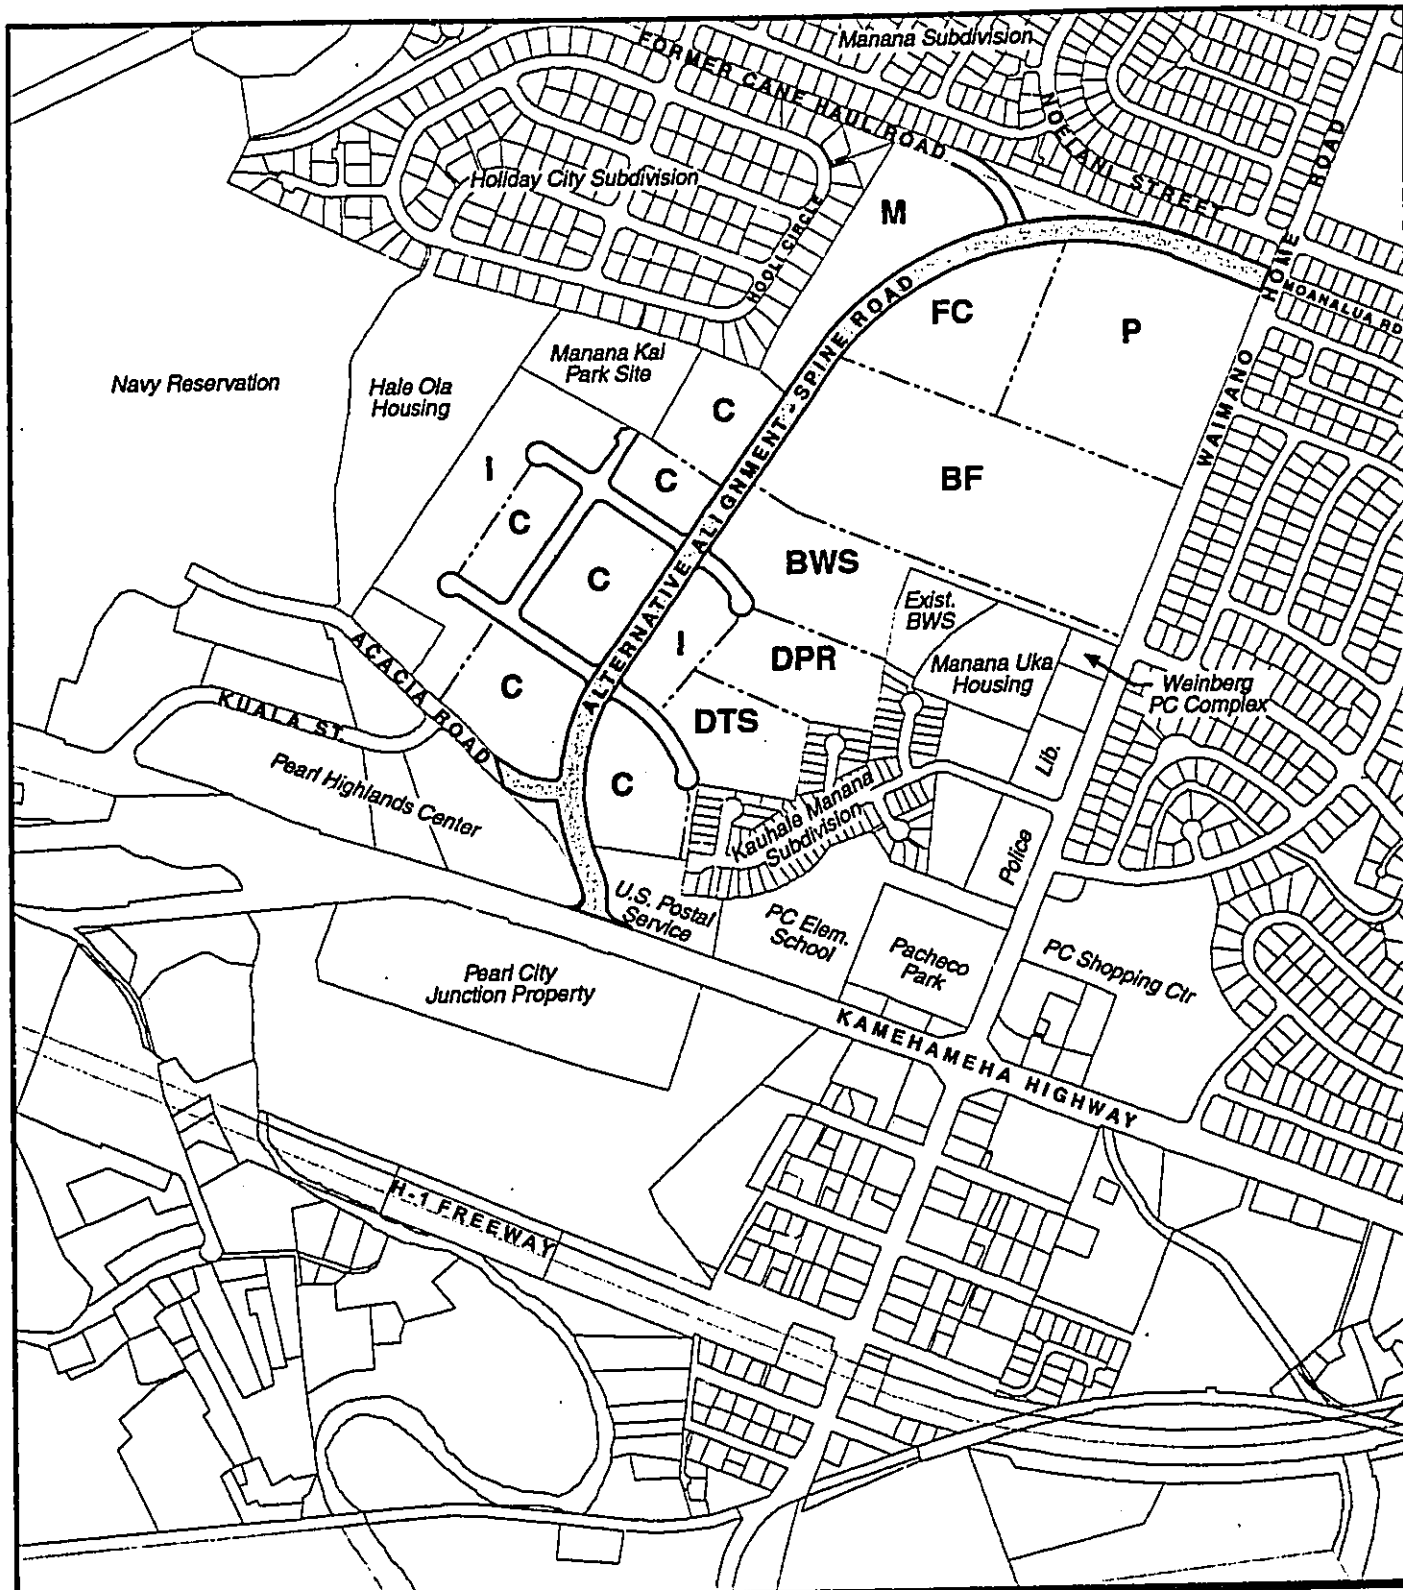 Manana Subdivision
FORMER CANE HAUL ROAD
NOELANI STREET
ROAD
Holiday City Subdivision
HOOLI CIRCLE
M
HOME
MOANALUA RD
FC
P
Manana Kai
Park Site
Navy Reservation
Hale Ola
Housing
WAIMANO
C
ALTERNATIVE ALIGNMENT - SPINE ROAD
I
C
BF
C
BWS
C
Exist.
BWS
ACACIA ROAD
I
DPR
Manana Uka
Housing
Weinberg
PC Complex
C
KUALA ST.
DTS
Lib.
Pearl Highlands Center
C
Kauhale Manana
Subdivision
Police
U.S. Postal
Service
PC Elem.
School
Pacheco
Park
PC Shopping Ctr
Pearl City
Junction Property
KAMEHAMEHA HIGHWAY
H-1 FREEWAY